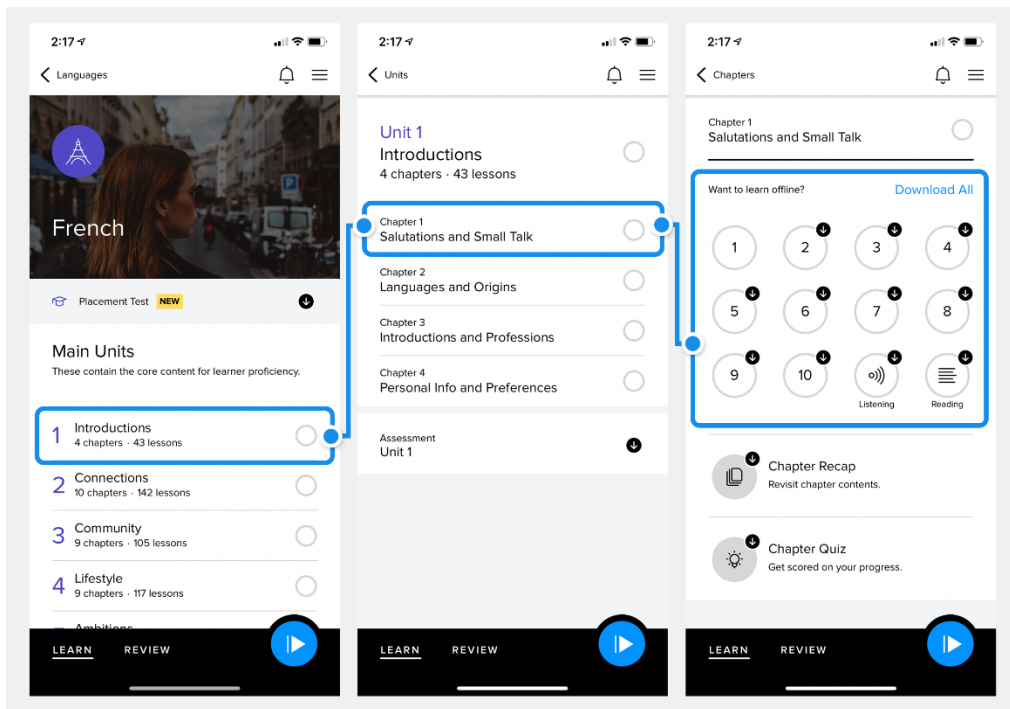 2:17
Languages
French
Placement Test NEW
Main Units
These contain the core content for learner proficiency.
1 Introductions
4 chapters · 43 lessons
2 Connections
10 chapters · 142 lessons
3 Community
9 chapters · 105 lessons
4 Lifestyle
9 chapters · 117 lessons
Ambitions
LEARN REVIEW
2:17
Units
Unit 1
Introductions
4 chapters · 43 lessons
Chapter 1
Salutations and Small Talk
Chapter 2
Languages and Origins
Chapter 3
Introductions and Professions
Chapter 4
Personal Info and Preferences
Assessment
Unit 1
LEARN REVIEW
2:17
Chapters
Chapter 1
Salutations and Small Talk
Want to learn offline? Download All
1 2 3 4
5 6 7 8
9 10
Listening Reading
Chapter Recap
Revisit chapter contents.
Chapter Quiz
Get scored on your progress.
LEARN REVIEW